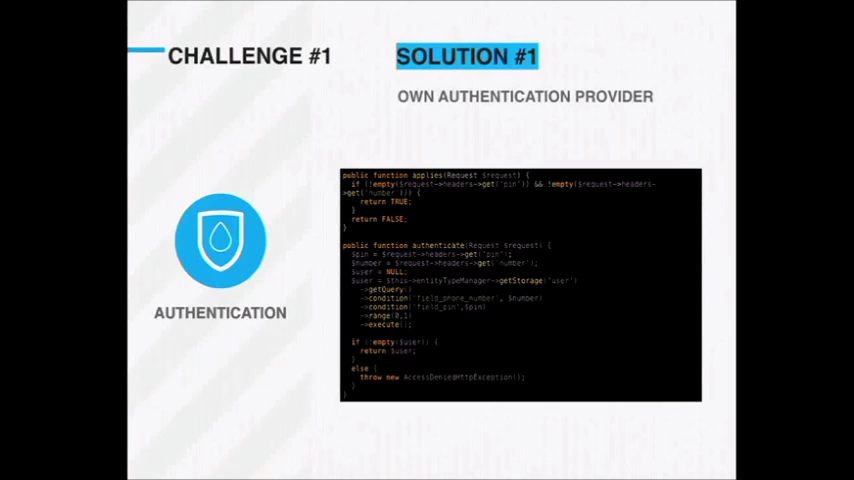 CHALLENGE #1
SOLUTION #1
OWN AUTHENTICATION PROVIDER
AUTHENTICATION
public function applies(Request $request) {
if (!empty($request->headers->get("pin")) && !empty($request->headers-
>get('number'))) {
return TRUE;
}
return FALSE;
}
public function authenticate(Request $request) {
$pin = $request->headers->get("pin");
$number = $request->headers->get('number');
$user = NULL;
$user = $this->entityTypeManager->getStorage('user')
->getQuery()
->condition('field_phone_number', $number)
->condition('field_pin',$pin)
->range(0,1)
->execute();
if (!empty($user)) {
return $user;
}
else {
throw new AccessDeniedHttpException();
}
}